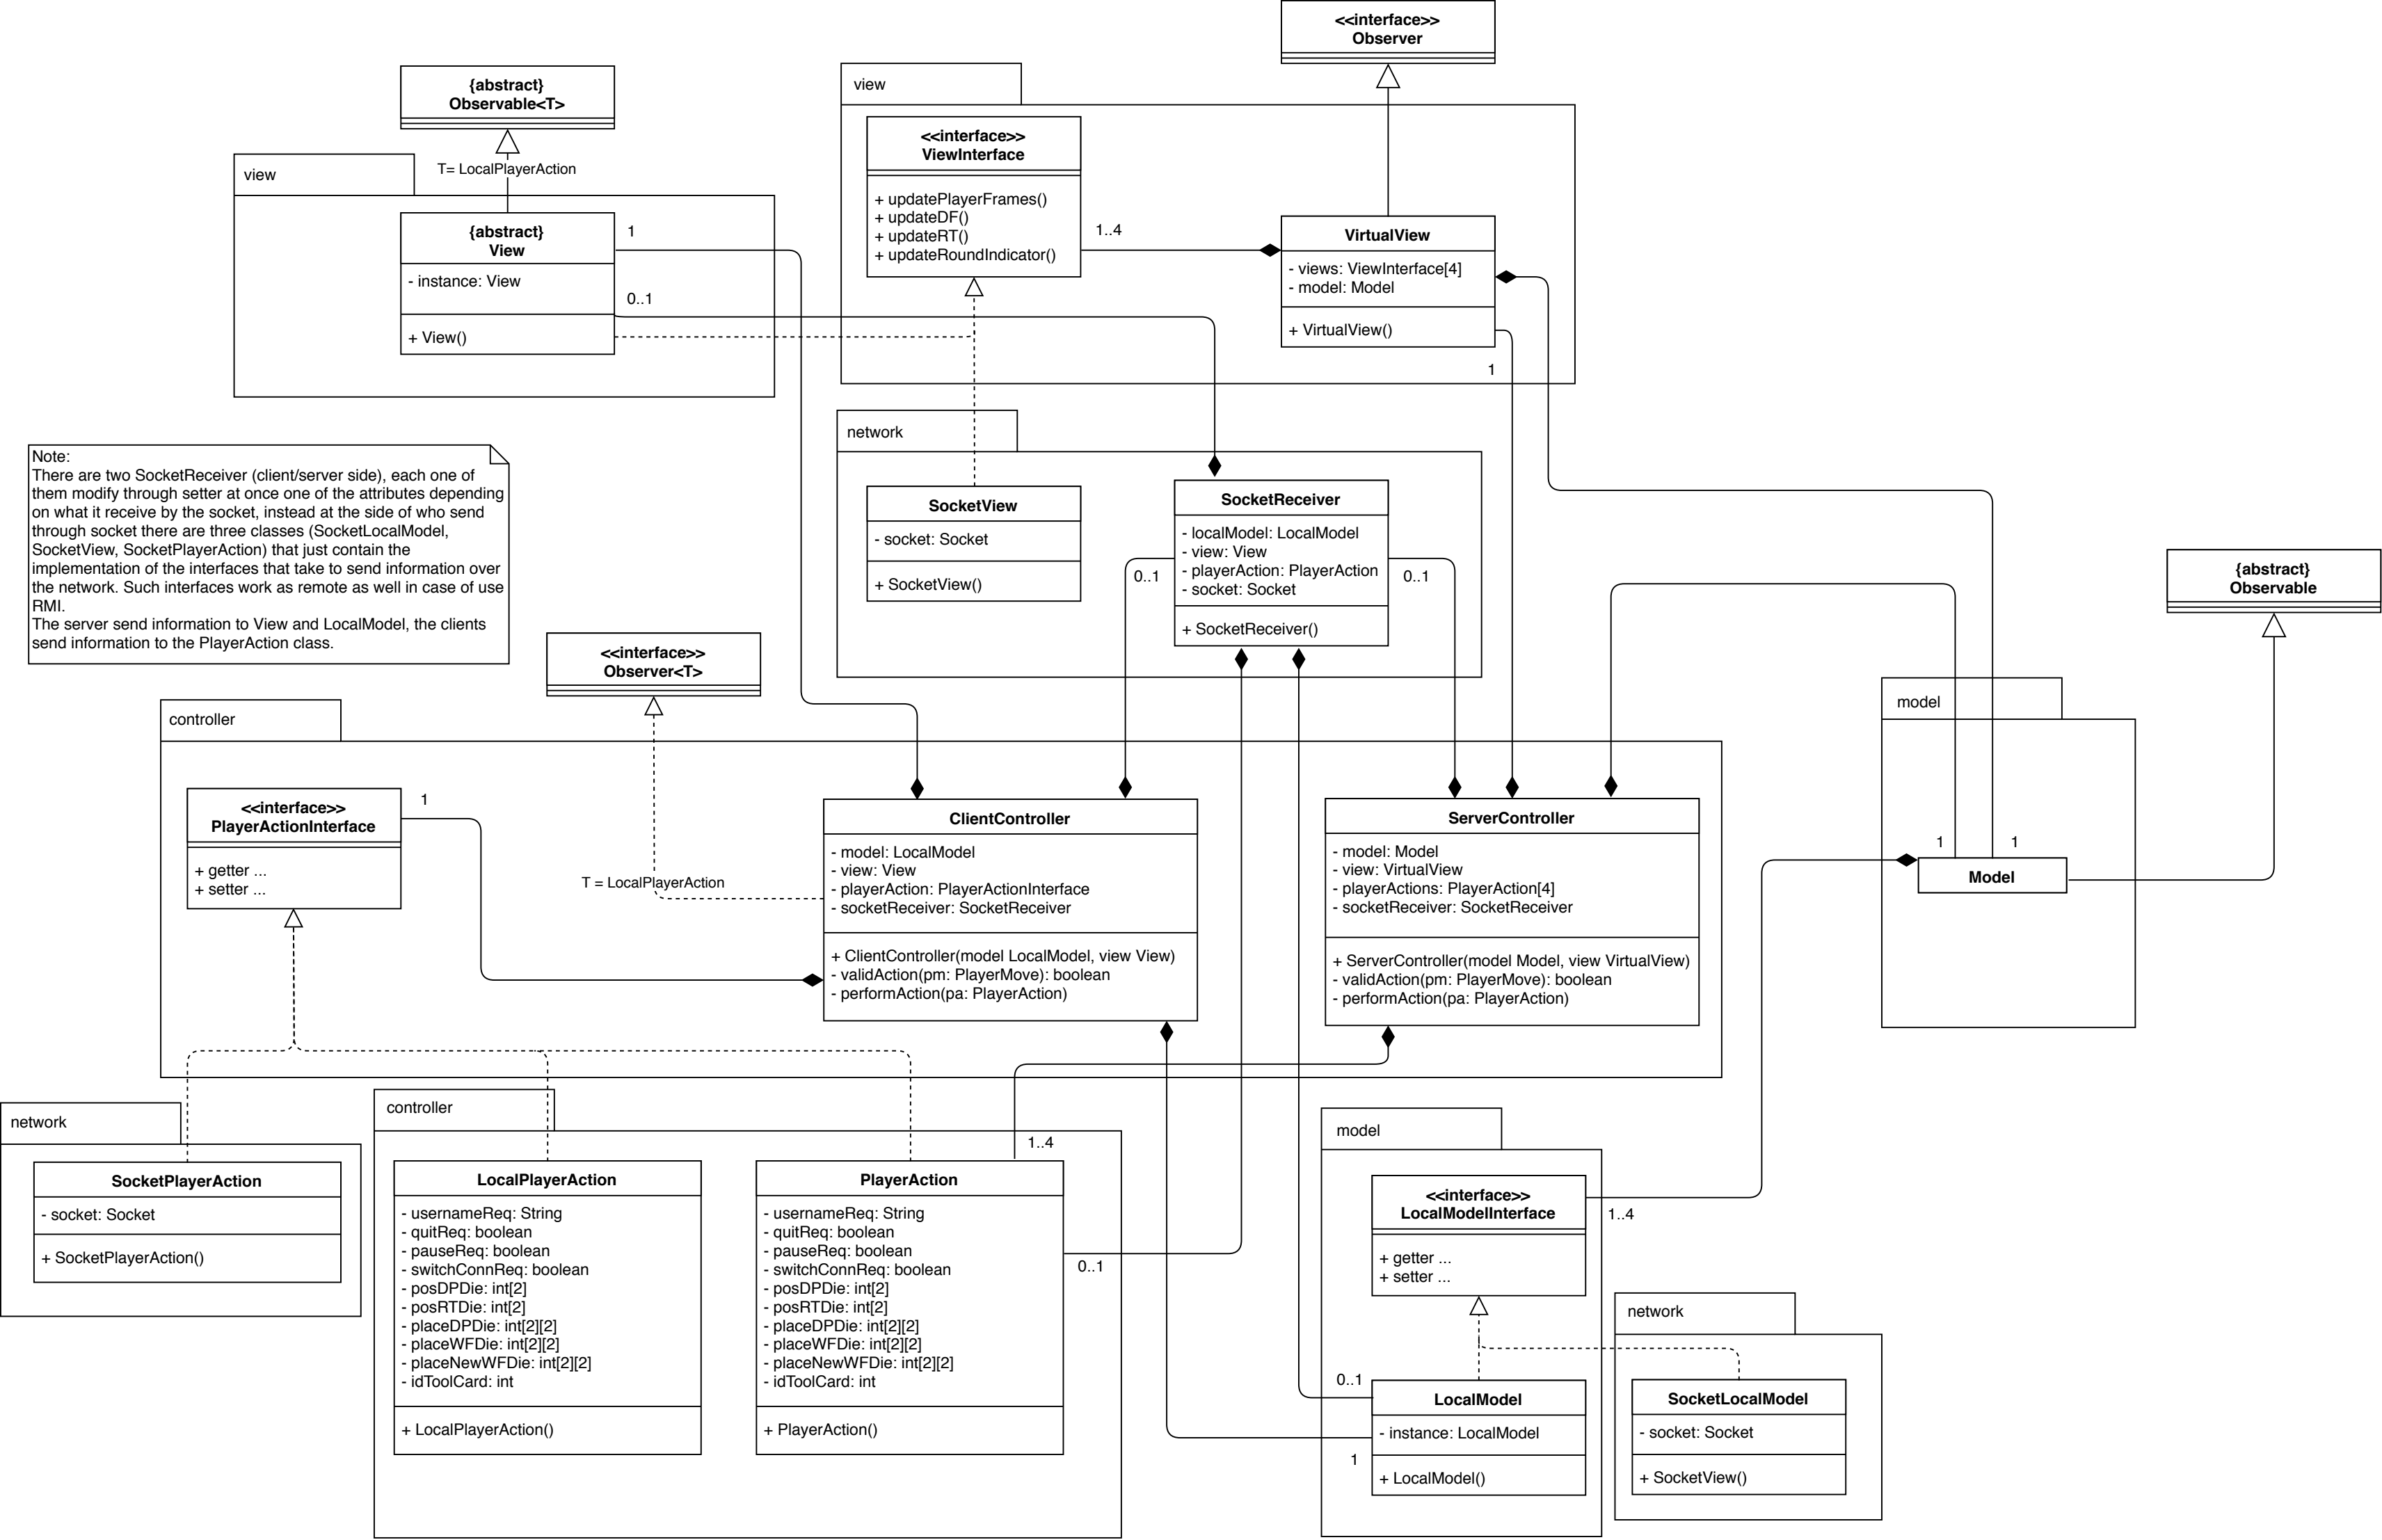 <<interface>>
Observer
{abstract}
Observable<T>
T= LocalPlayerAction
view
{abstract}
View
- instance: View
+ View()
1
0..1
view
<<interface>>
ViewInterface
+ updatePlayerFrames()
+ updateDF()
+ updateRT()
+ updateRoundIndicator()
1..4
VirtualView
- views: ViewInterface[4]
- model: Model
+ VirtualView()
1
network
SocketView
- socket: Socket
+ SocketView()
SocketReceiver
- localModel: LocalModel
- view: View
- playerAction: PlayerAction
- socket: Socket
+ SocketReceiver()
0..1
0..1
Note:
There are two SocketReceiver (client/server side), each one of
them modify through setter at once one of the attributes depending
on what it receive by the socket, instead at the side of who send
through socket there are three classes (SocketLocalModel,
SocketView, SocketPlayerAction) that just contain the
implementation of the interfaces that take to send information over
the network. Such interfaces work as remote as well in case of use
RMI.
The server send information to View and LocalModel, the clients
send information to the PlayerAction class.
<<interface>>
Observer<T>
T = LocalPlayerAction
{abstract}
Observable
model
1
1
Model
controller
<<interface>>
PlayerActionInterface
+ getter ...
+ setter ...
1
ClientController
- model: LocalModel
- view: View
- playerAction: PlayerActionInterface
- socketReceiver: SocketReceiver
+ ClientController(model LocalModel, view View)
- validAction(pm: PlayerMove): boolean
- performAction(pa: PlayerAction)
ServerController
- model: Model
- view: VirtualView
- playerActions: PlayerAction[4]
- socketReceiver: SocketReceiver
+ ServerController(model Model, view VirtualView)
- validAction(pm: PlayerMove): boolean
- performAction(pa: PlayerAction)
network
SocketPlayerAction
- socket: Socket
+ SocketPlayerAction()
controller
LocalPlayerAction
- usernameReq: String
- quitReq: boolean
- pauseReq: boolean
- switchConnReq: boolean
- posDPDie: int[2]
- posRTDie: int[2]
- placeDPDie: int[2][2]
- placeWFDie: int[2][2]
- placeNewWFDie: int[2][2]
- idToolCard: int
+ LocalPlayerAction()
1..4
PlayerAction
- usernameReq: String
- quitReq: boolean
- pauseReq: boolean
- switchConnReq: boolean
- posDPDie: int[2]
- posRTDie: int[2]
- placeDPDie: int[2][2]
- placeWFDie: int[2][2]
- placeNewWFDie: int[2][2]
- idToolCard: int
+ PlayerAction()
0..1
model
<<interface>>
LocalModelInterface
+ getter ...
+ setter ...
1..4
0..1
LocalModel
- instance: LocalModel
+ LocalModel()
1
network
SocketLocalModel
- socket: Socket
+ SocketView()